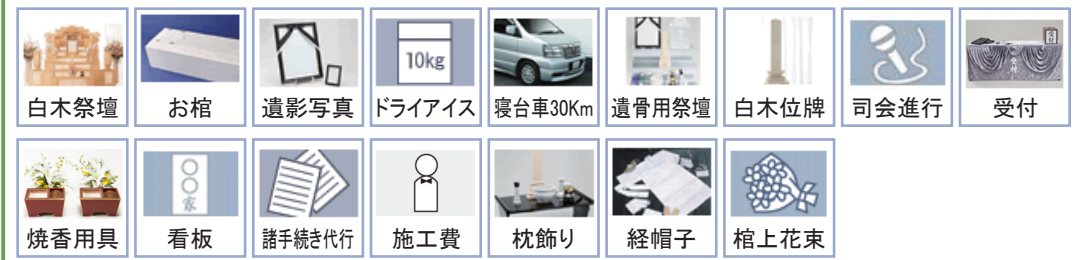 10kg
白木祭壇
お棺
遺影写真
ドライアイス
寝台車30Km
遺骨用祭壇
白木位牌
司会進行
受付
○○家
焼香用具
看板
諸手続き代行
施工費
枕飾り
経帽子
棺上花束